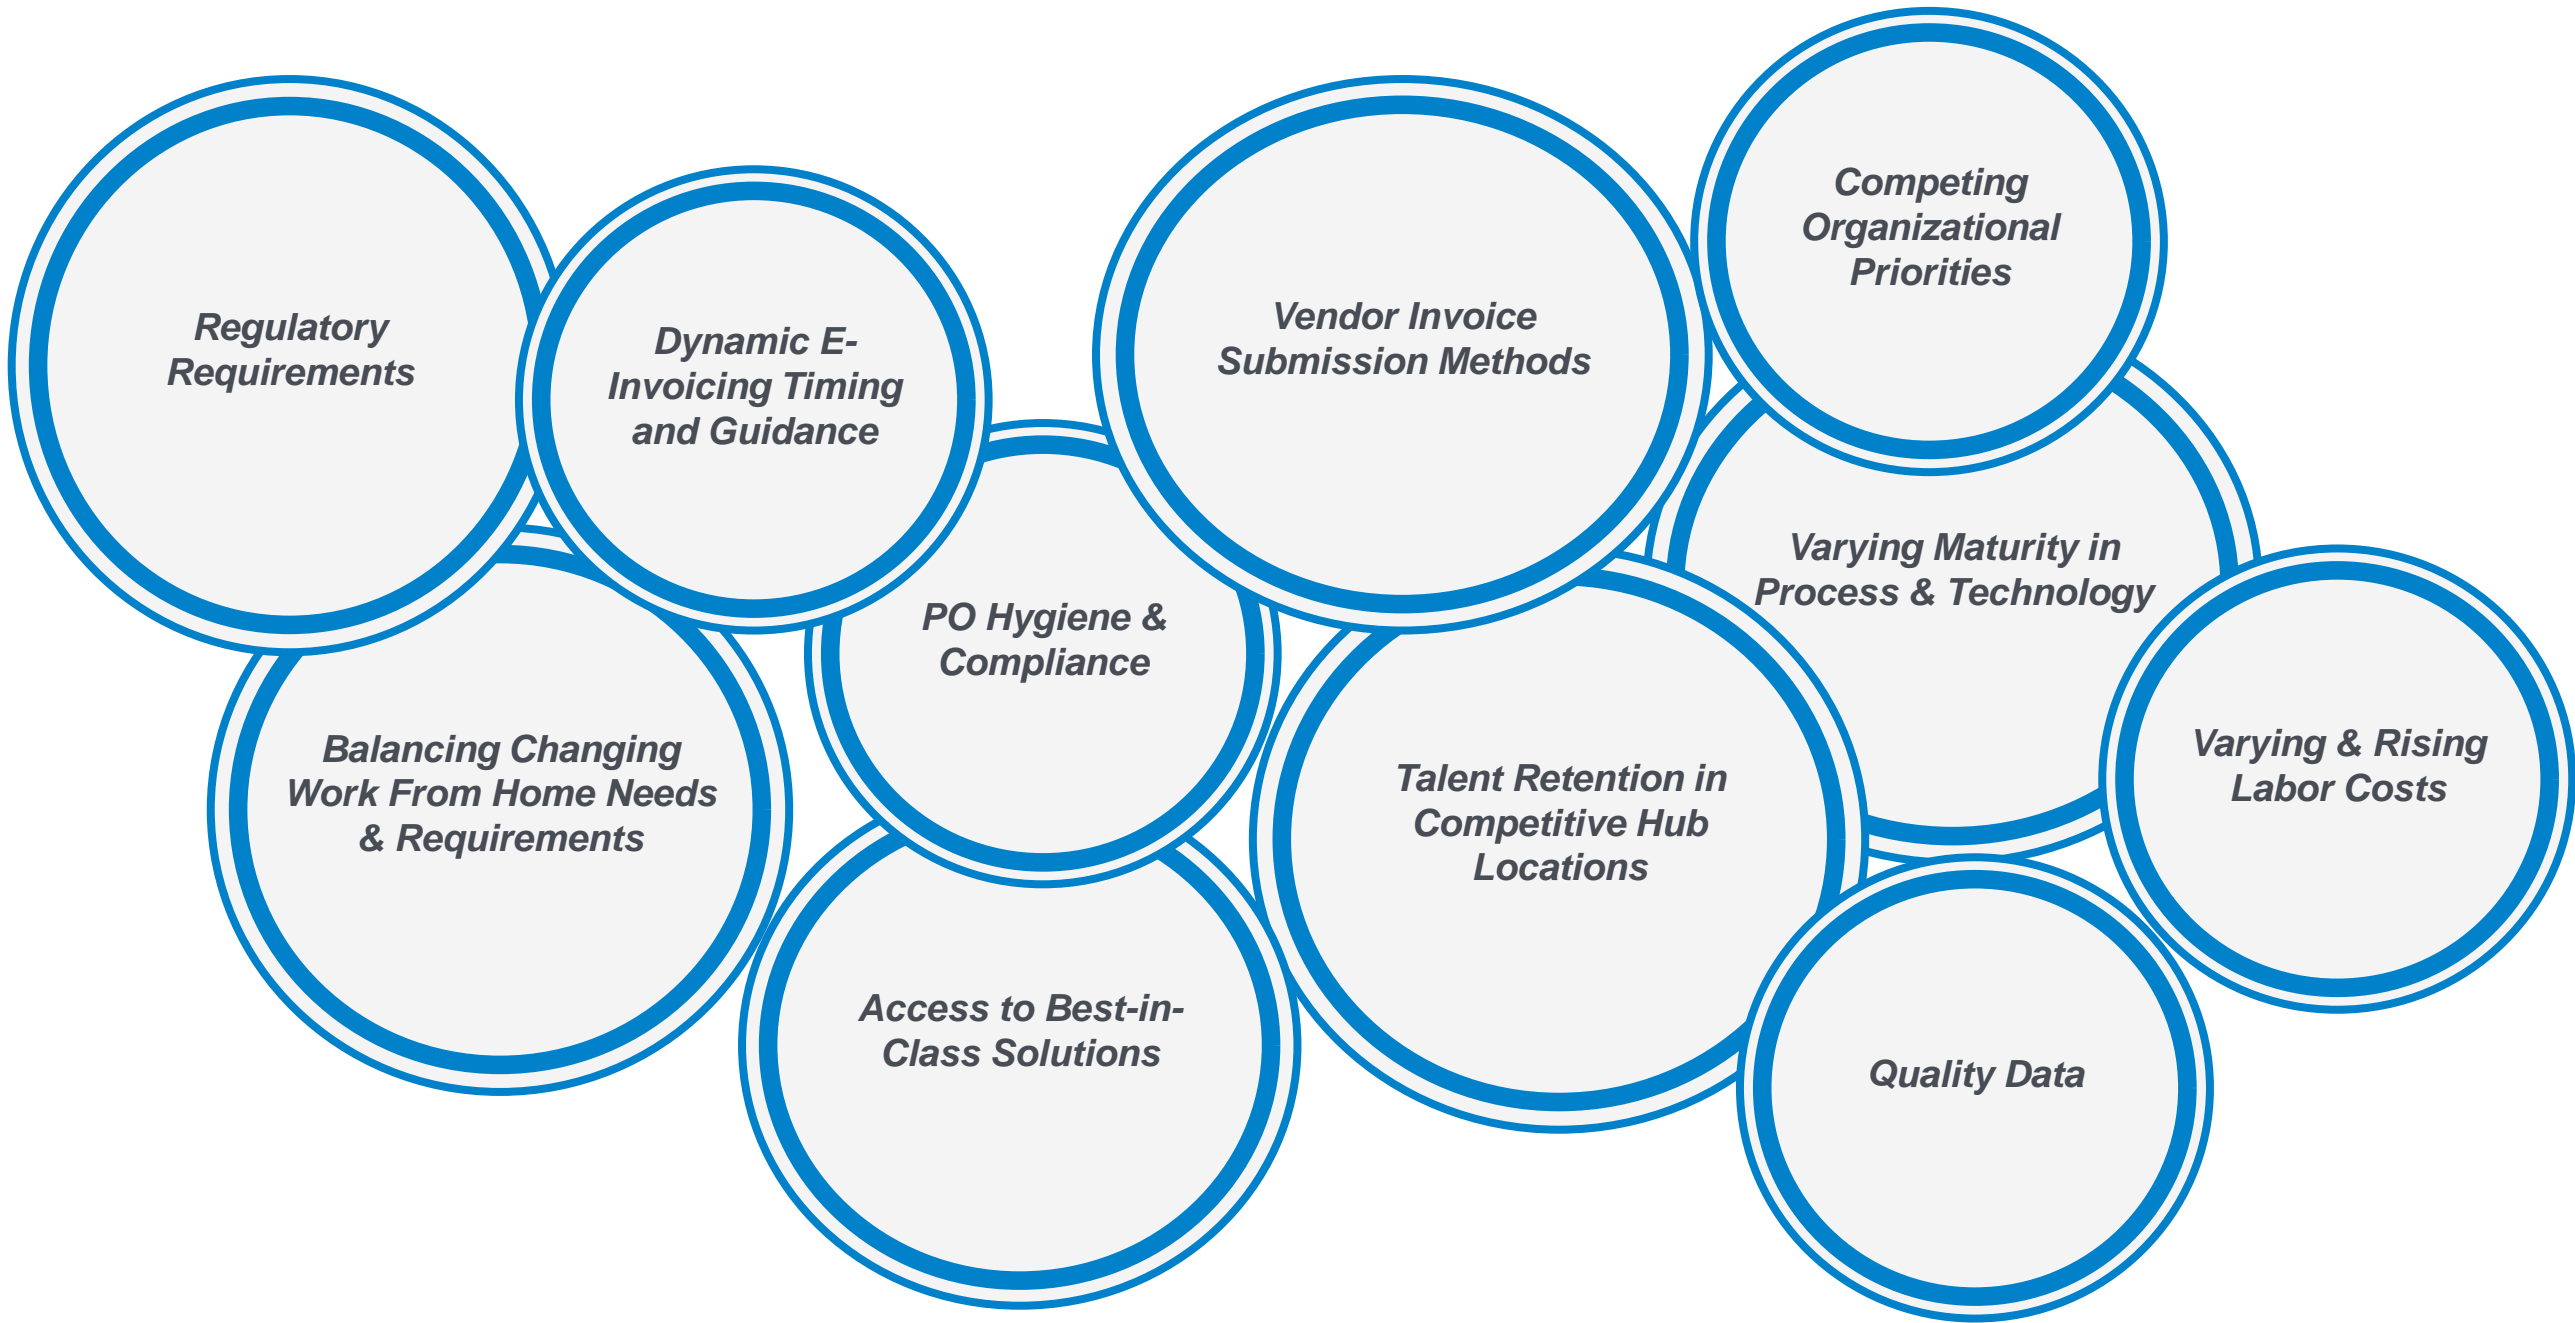 Regulatory
Requirements
Dynamic E-
Invoicing Timing
and Guidance
Vendor Invoice
Submission Methods
Competing
Organizational
Priorities
PO Hygiene &
Compliance
Varying Maturity in
Process & Technology
Balancing Changing
Work From Home Needs
& Requirements
Talent Retention in
Competitive Hub
Locations
Varying & Rising
Labor Costs
Access to Best-in-
Class Solutions
Quality Data